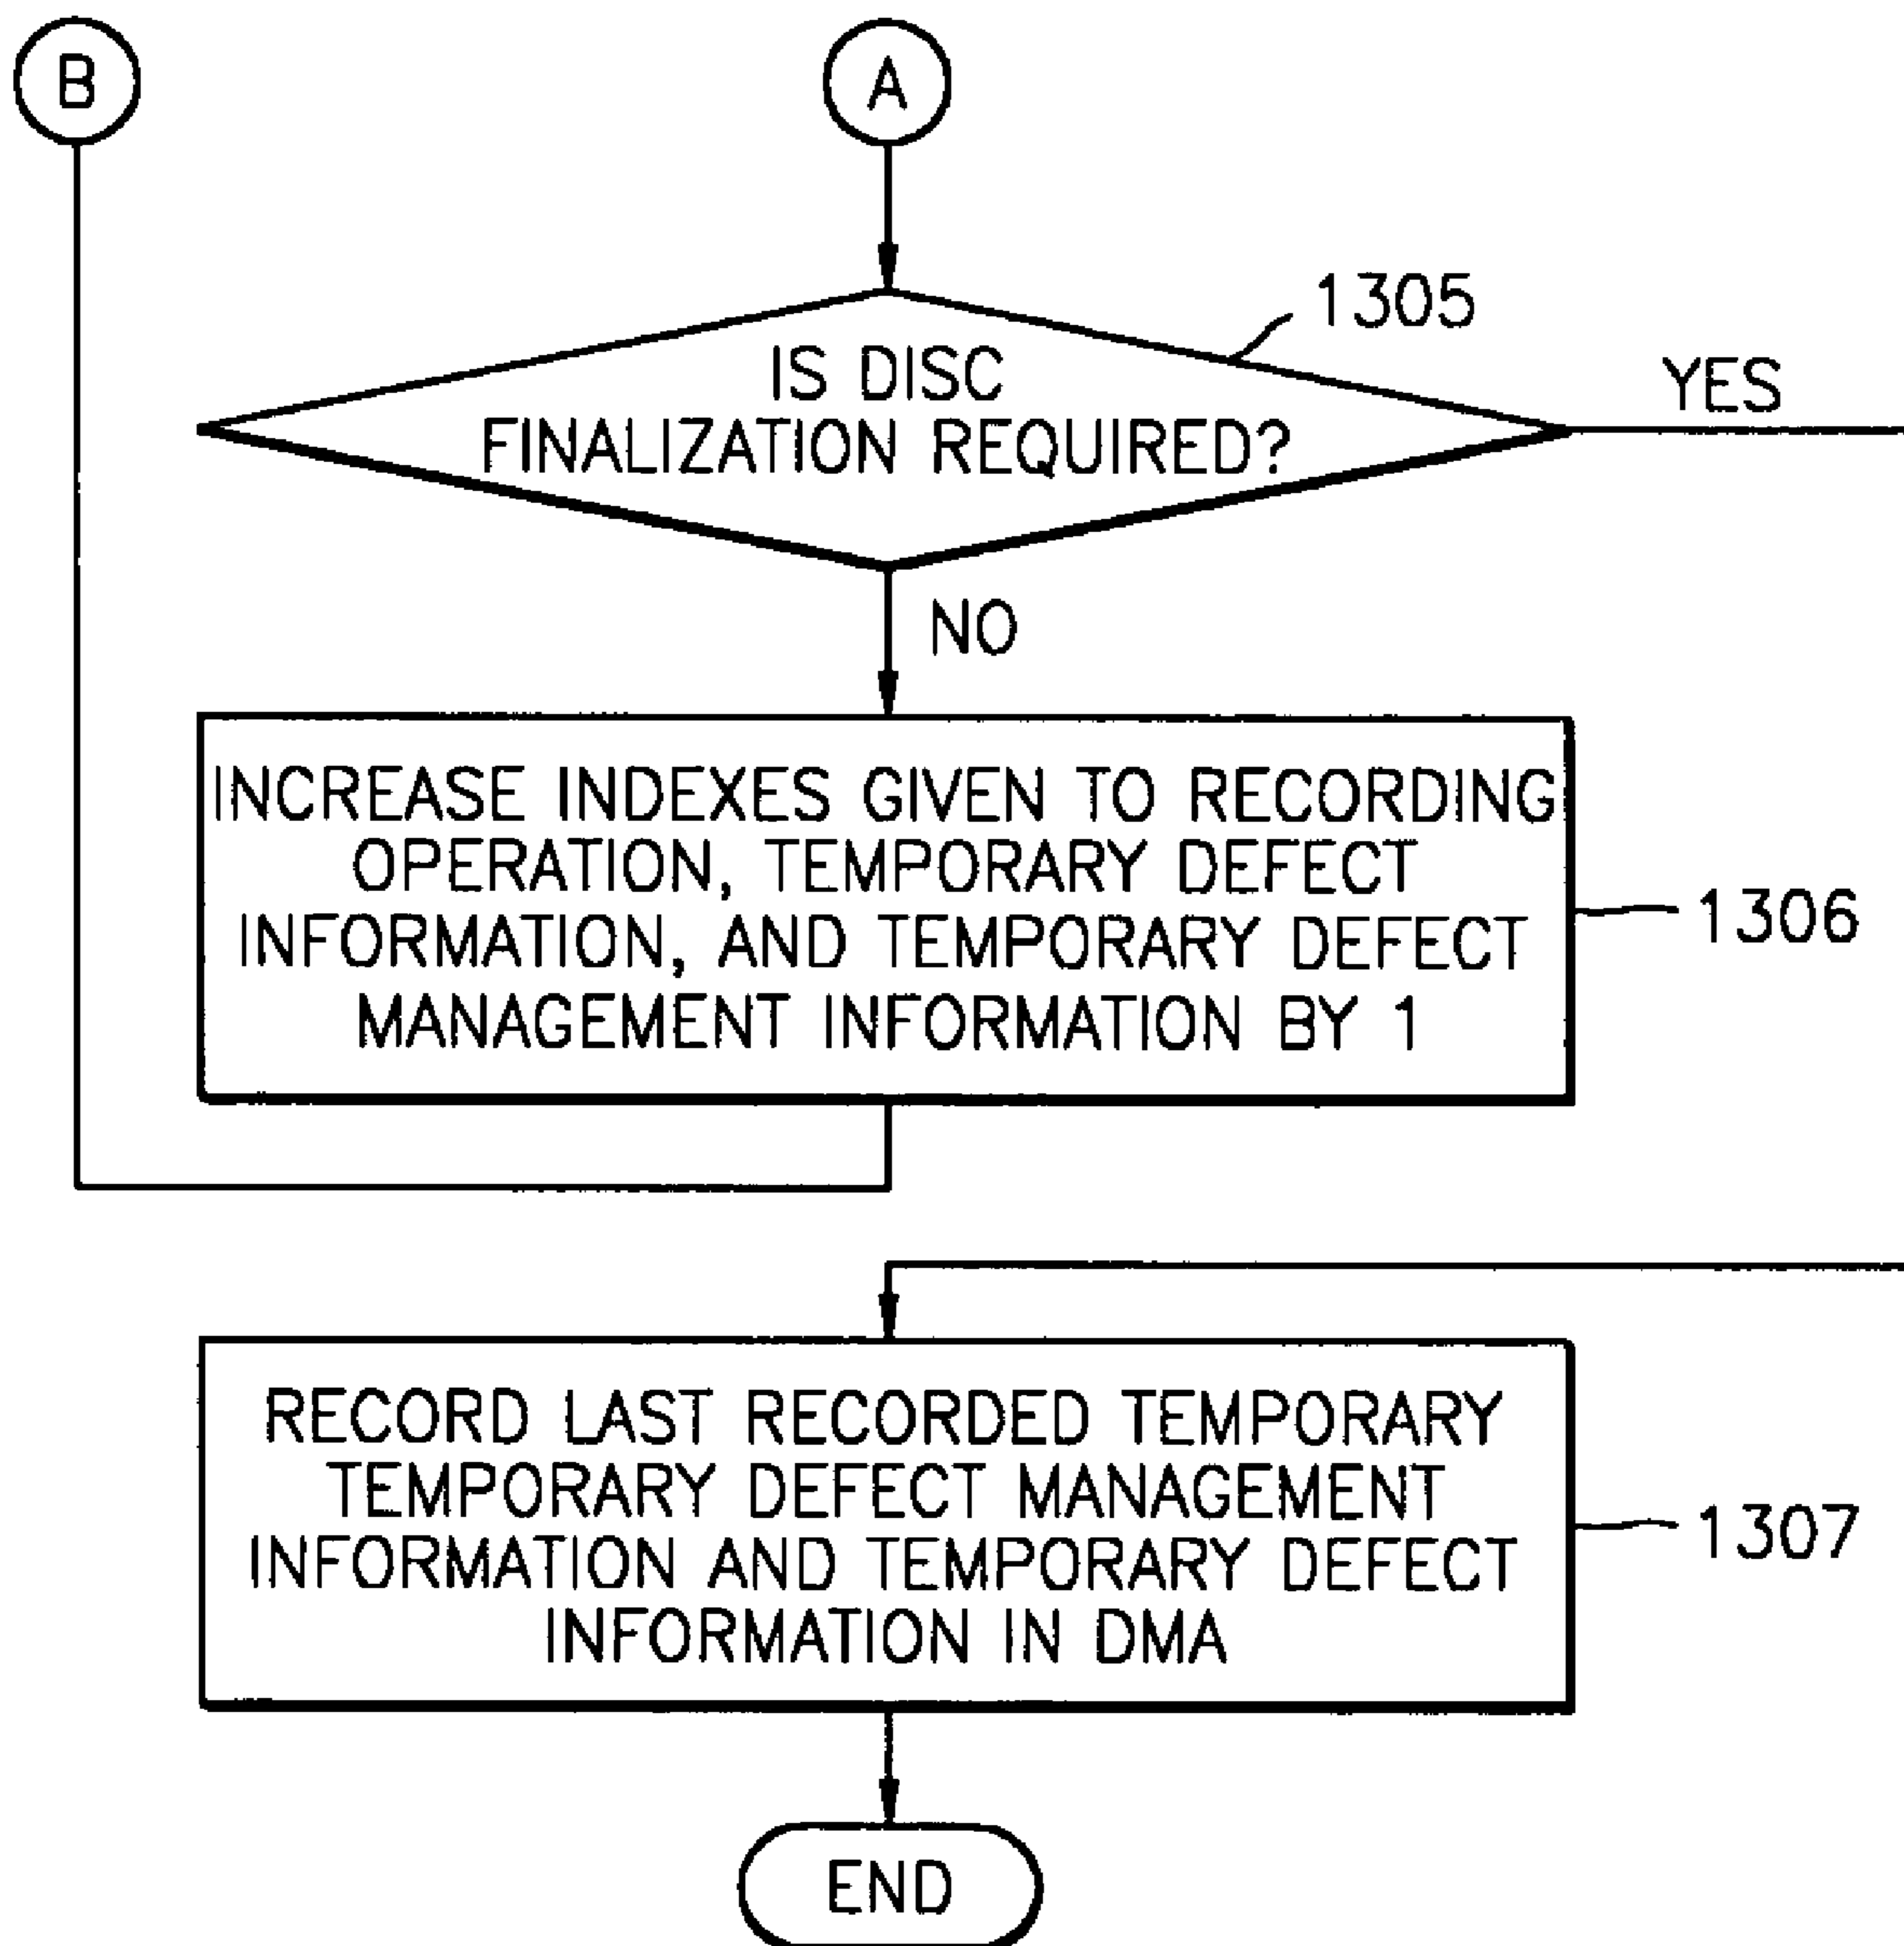 B
A
1305
IS DISC
FINALIZATION REQUIRED?
YES
NO
INCREASE INDEXES GIVEN TO RECORDING
OPERATION, TEMPORARY DEFECT
INFORMATION, AND TEMPORARY DEFECT
MANAGEMENT INFORMATION BY 1
1306
RECORD LAST RECORDED TEMPORARY
TEMPORARY DEFECT MANAGEMENT
INFORMATION AND TEMPORARY DEFECT
INFORMATION IN DMA
1307
END